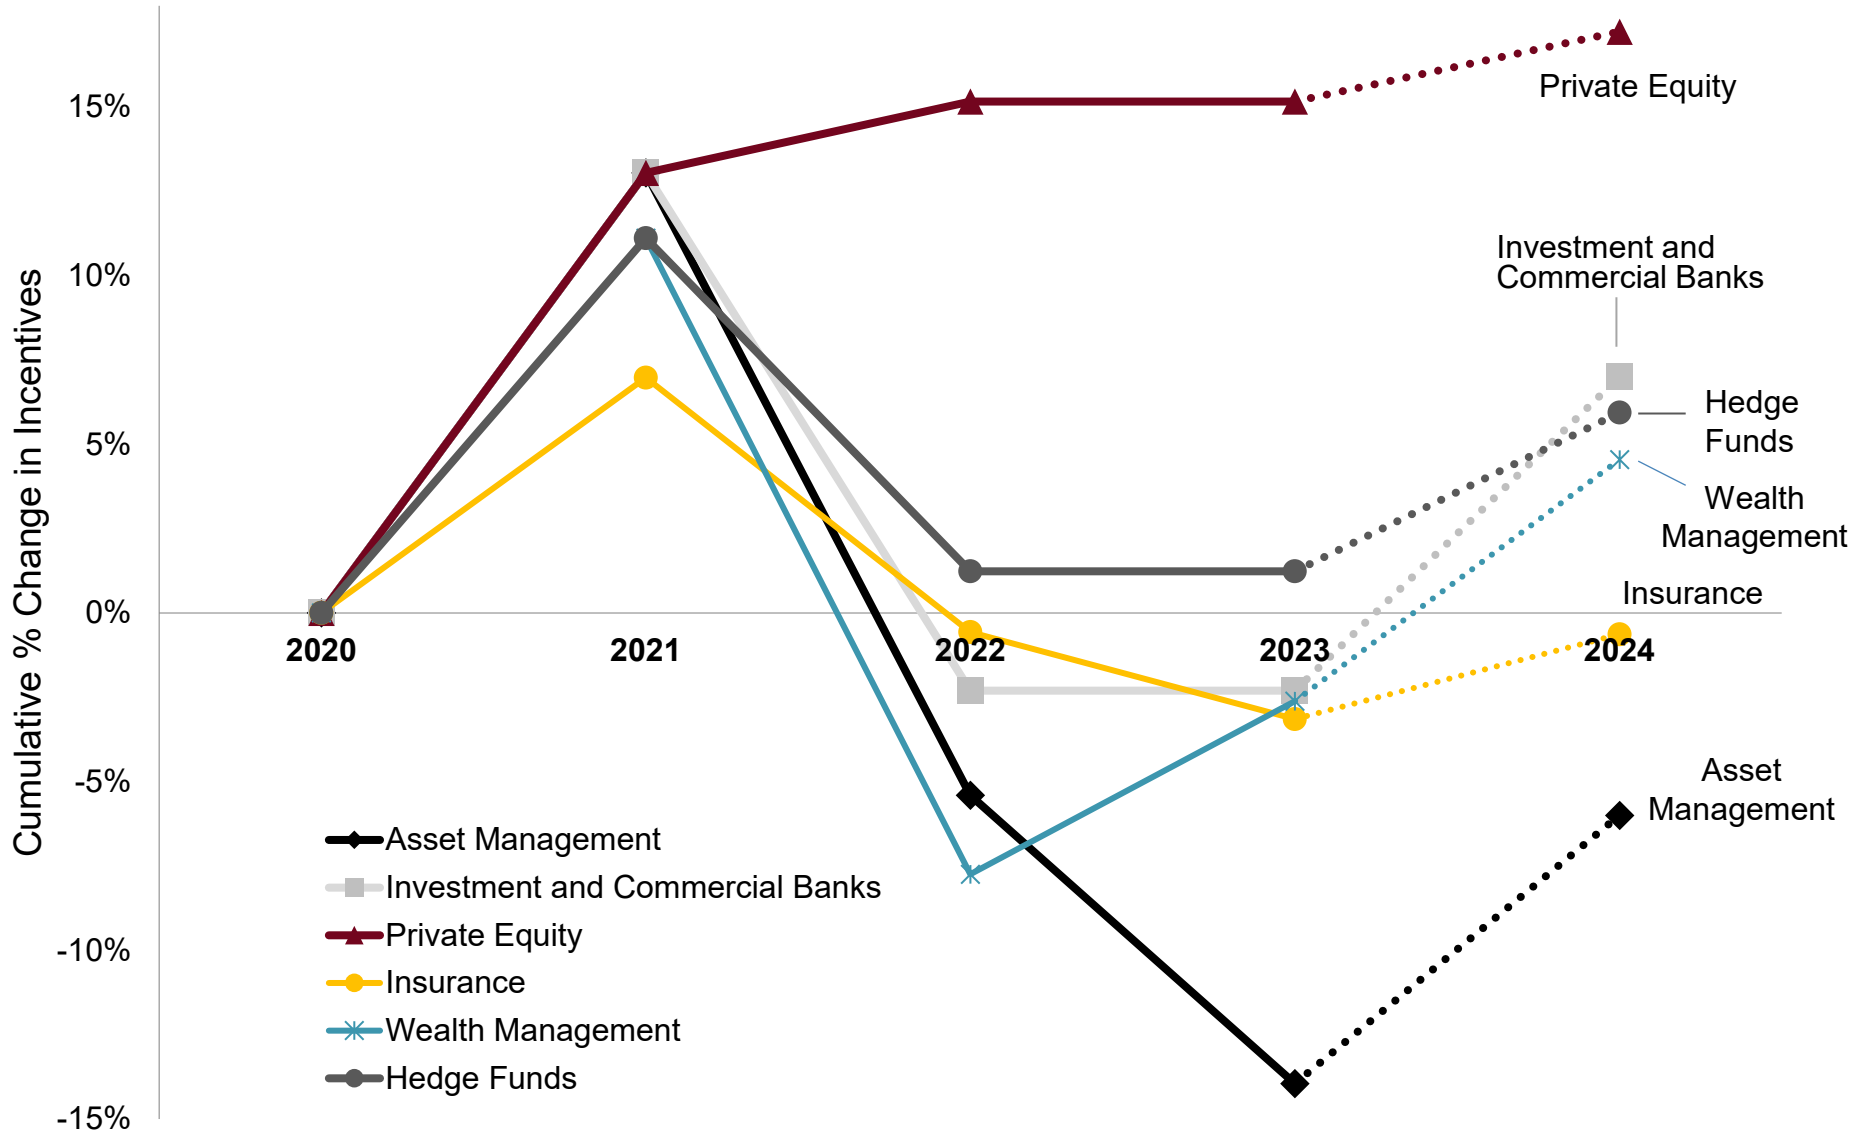 Cumulative % Change in Incentives
15%
10%
5%
0%
-5%
-10%
-15%
2020
2021
2022
2023
2024
Private Equity
Investment and
Commercial Banks
Hedge
Funds
Wealth
Management
Insurance
Asset
Management
Asset Management
Investment and Commercial Banks
Private Equity
Insurance
Wealth Management
Hedge Funds